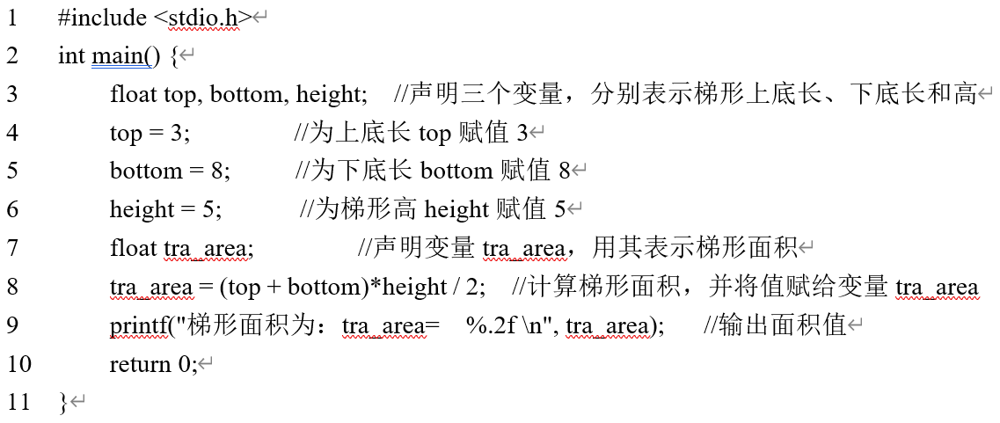 1 #include <stdio.h>
2 int main() {
3 float top, bottom, height; //声明三个变量，分别表示梯形上底长、下底长和高
4 top = 3; //为上底长 top 赋值 3
5 bottom = 8; //为下底长 bottom 赋值 8
6 height = 5; //为梯形高 height 赋值 5
7 float tra_area; //声明变量 tra_area，用其表示梯形面积
8 tra_area = (top + bottom)*height / 2; //计算梯形面积，并将值赋给变量 tra_area
9 printf("梯形面积为：tra_area= %.2f \n", tra_area); //输出面积值
10 return 0;
11 }